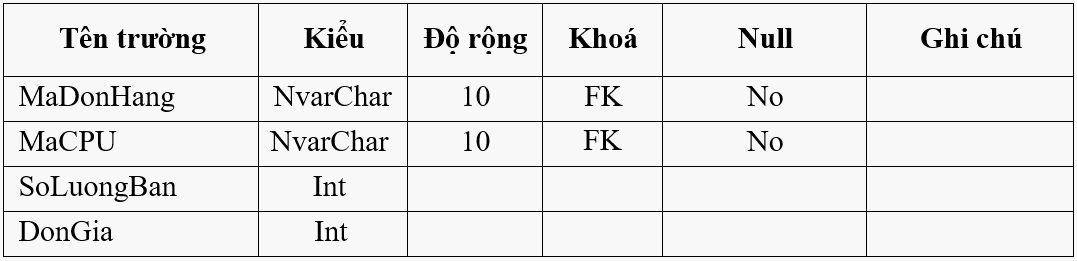 Tên trường Kiểu Độ rộng Khoá Null Ghi chú
MaDonHang NvarChar 10 FK No
MaCPU NvarChar 10 FK No
SoLuongBan Int
DonGia Int